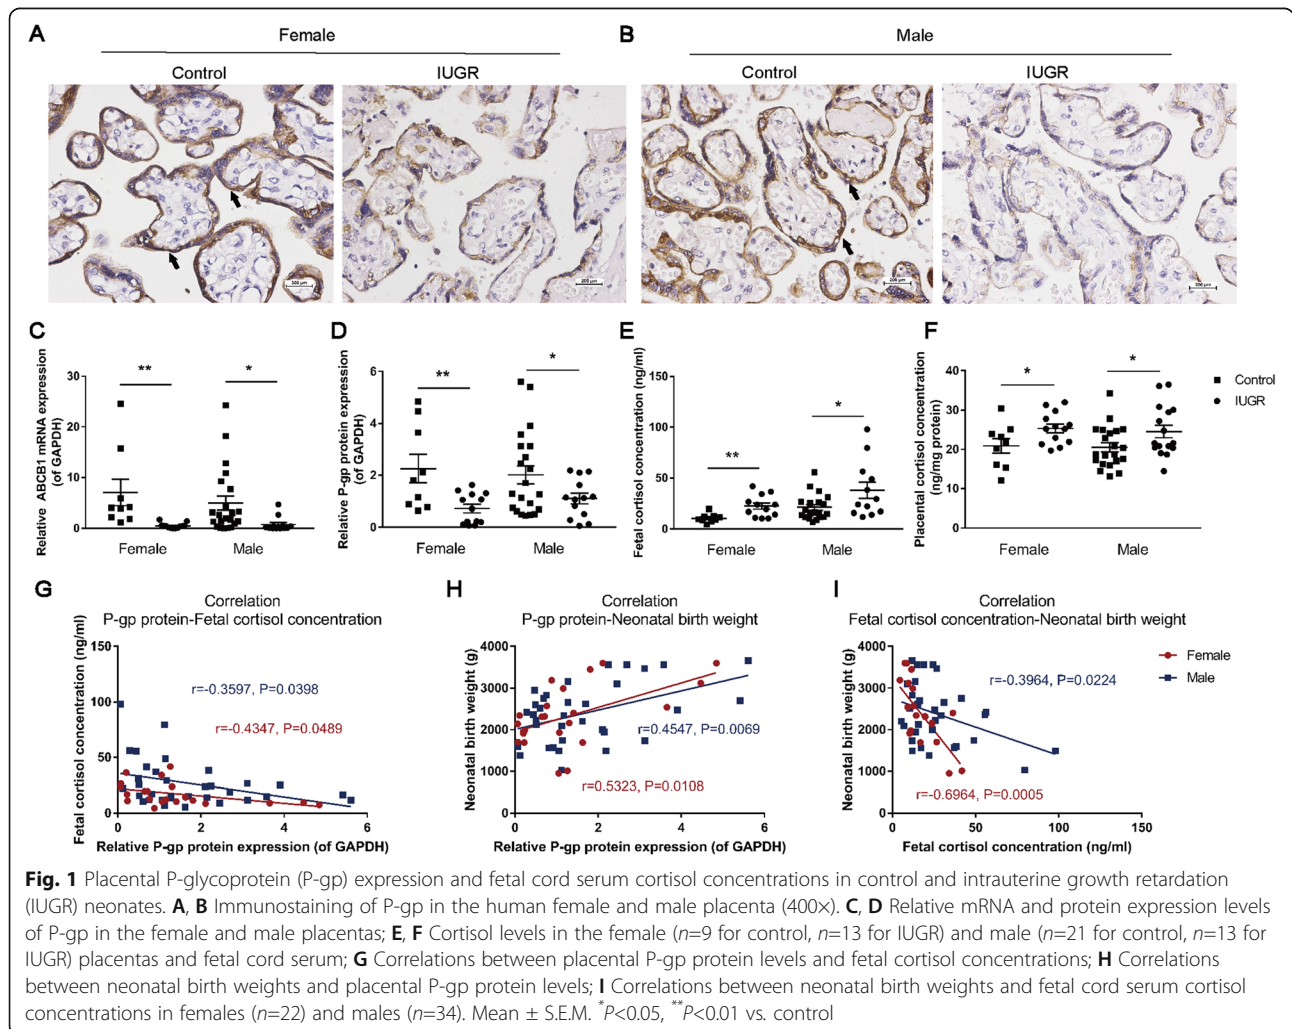 A
Female
Control
IUGR
B
Male
Control
IUGR
200 μm
200 μm
200 μm
200 μm
C
Relative ABCB1 mRNA expression
(of GAPDH)
30
20
10
0
**
*
Female
Male
D
Relative P-gp protein expression
(of GAPDH)
6
4
2
0
**
*
Female
Male
E
Fetal cortisol concentration (ng/ml)
150
100
50
0
**
*
Female
Male
F
Placental cortisol concentration
(ng/mg protein)
40
30
20
10
0
*
*
Female
Male
Control
IUGR
G
Correlation
P-gp protein-Fetal cortisol concentration
Fetal cortisol concentration (ng/ml)
150
100
50
0
r=-0.3597, P=0.0398
r=-0.4347, P=0.0489
0
2
4
6
Relative P-gp protein expression (of GAPDH)
H
Correlation
P-gp protein-Neonatal birth weight
Neonatal birth weight (g)
4000
3000
2000
1000
0
r=0.4547, P=0.0069
r=0.5323, P=0.0108
0
2
4
6
Relative P-gp protein expression (of GAPDH)
I
Correlation
Fetal cortisol concentration-Neonatal birth weight
Neonatal birth weight (g)
4000
3000
2000
1000
0
r=-0.3964, P=0.0224
r=-0.6964, P=0.0005
0
50
100
150
Fetal cortisol concentration (ng/ml)
Female
Male
Fig. 1 Placental P-glycoprotein (P-gp) expression and fetal cord serum cortisol concentrations in control and intrauterine growth retardation
(IUGR) neonates. A, B Immunostaining of P-gp in the human female and male placenta (400×). C, D Relative mRNA and protein expression levels
of P-gp in the female and male placentas; E, F Cortisol levels in the female (n=9 for control, n=13 for IUGR) and male (n=21 for control, n=13 for
IUGR) placentas and fetal cord serum; G Correlations between placental P-gp protein levels and fetal cortisol concentrations; H Correlations
between neonatal birth weights and placental P-gp protein levels; I Correlations between neonatal birth weights and fetal cord serum cortisol
concentrations in females (n=22) and males (n=34). Mean ± S.E.M. *P<0.05, **P<0.01 vs. control